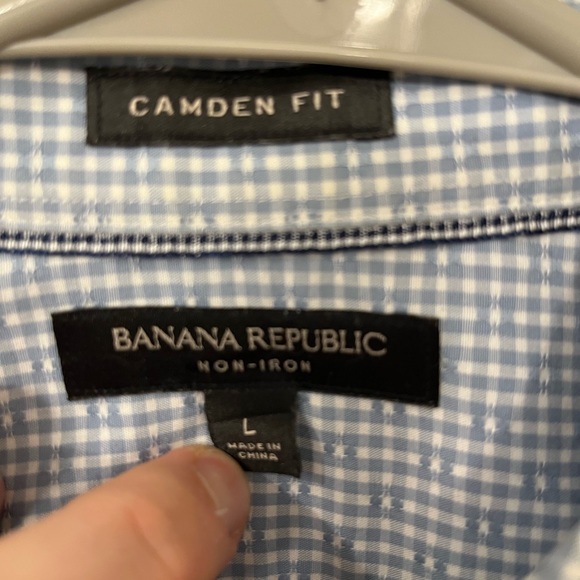 CAMDEN FIT
BANANA REPUBLIC
NON-IRON
L
MADE IN
CHINA